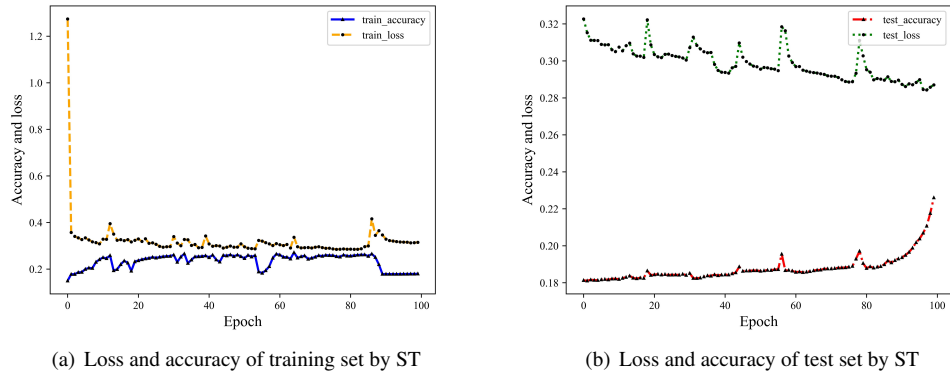 train_accuracy
train_loss
1.2
1.0
0.8
0.6
0.4
0.2
Accuracy and loss
0 20 40 60 80 100
Epoch
(a) Loss and accuracy of training set by ST
test_accuracy
test_loss
0.32
0.30
0.28
0.26
0.24
0.22
0.20
0.18
Accuracy and loss
0 20 40 60 80 100
Epoch
(b) Loss and accuracy of test set by ST